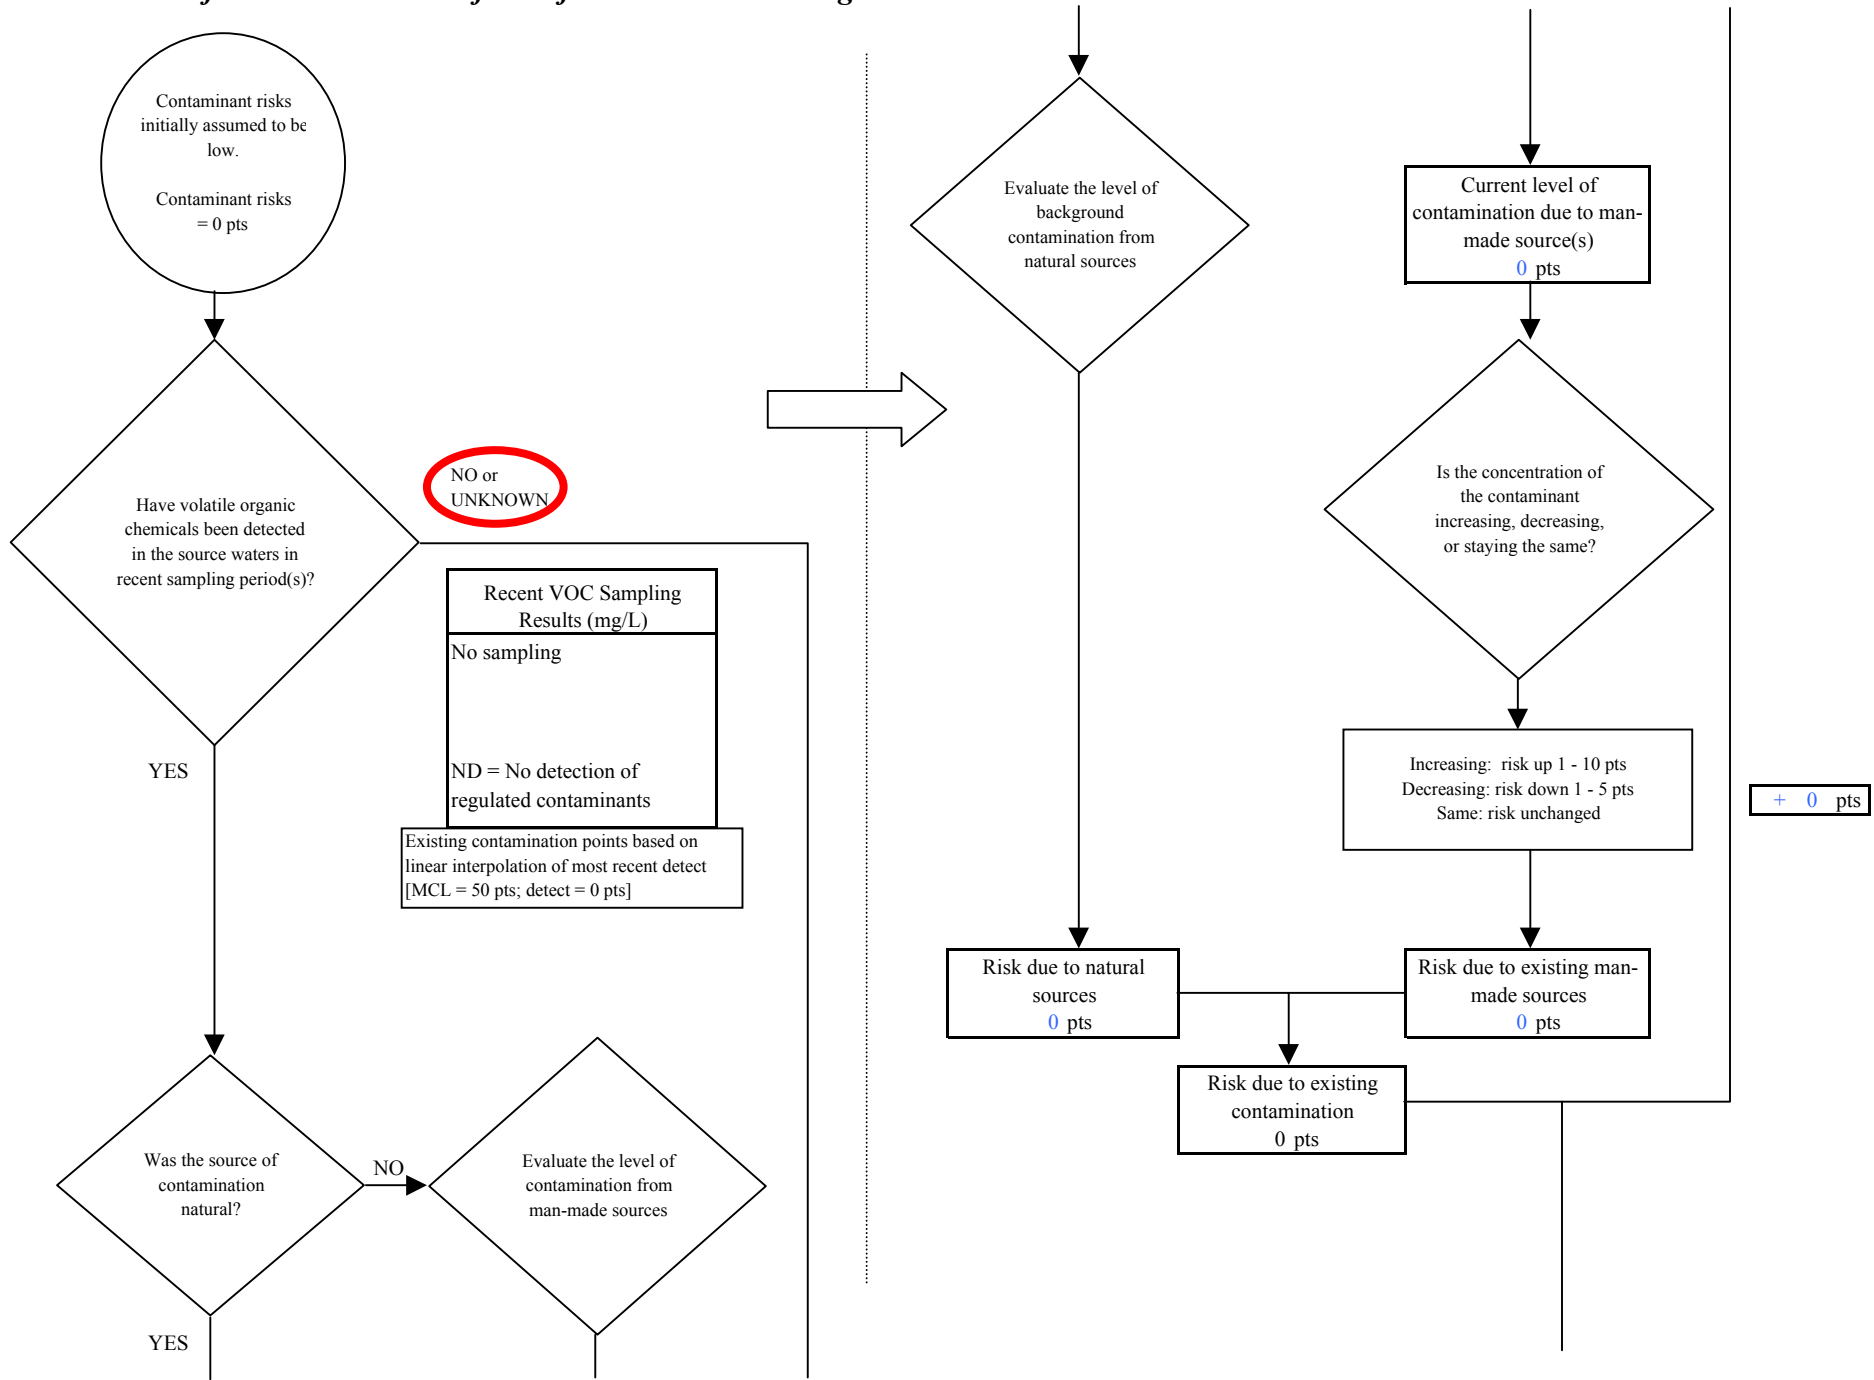 Contaminant risks
initially assumed to be
low.
Contaminant risks
= 0 pts
Have volatile organic
chemicals been detected
in the source waters in
recent sampling period(s)?
NO or
UNKNOWN
Recent VOC Sampling
Results (mg/L)
No sampling
ND = No detection of
regulated contaminants
Existing contamination points based on
linear interpolation of most recent detect
[MCL = 50 pts; detect = 0 pts]
YES
Was the source of
contamination
natural?
NO
Evaluate the level of
contamination from
man-made sources
YES
Evaluate the level of
background
contamination from
natural sources
Current level of
contamination due to man-
made source(s)
0 pts
Is the concentration of
the contaminant
increasing, decreasing,
or staying the same?
Increasing: risk up 1 - 10 pts
Decreasing: risk down 1 - 5 pts
Same: risk unchanged
+ 0 pts
Risk due to natural
sources
0 pts
Risk due to existing man-
made sources
0 pts
Risk due to existing
contamination
0 pts